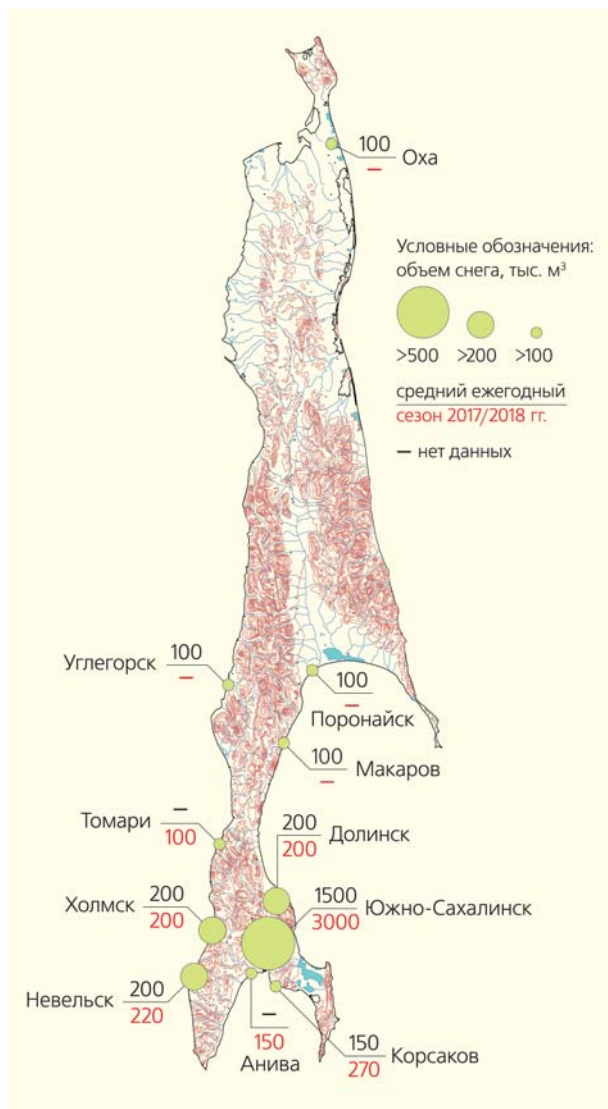 100
—
Оха
Условные обозначения:
объем снега, тыс. м³
>500 >200 >100
средний ежегодный
сезон 2017/2018 гг.
— нет данных
Углегорск
100
—
100
—
Поронайск
100
—
Макаров
Томари
—
100
200
200
Долинск
Холмск
200
200
1500
3000
Южно-Сахалинск
Невельск
200
220
—
150
Анива
150
270
Корсаков